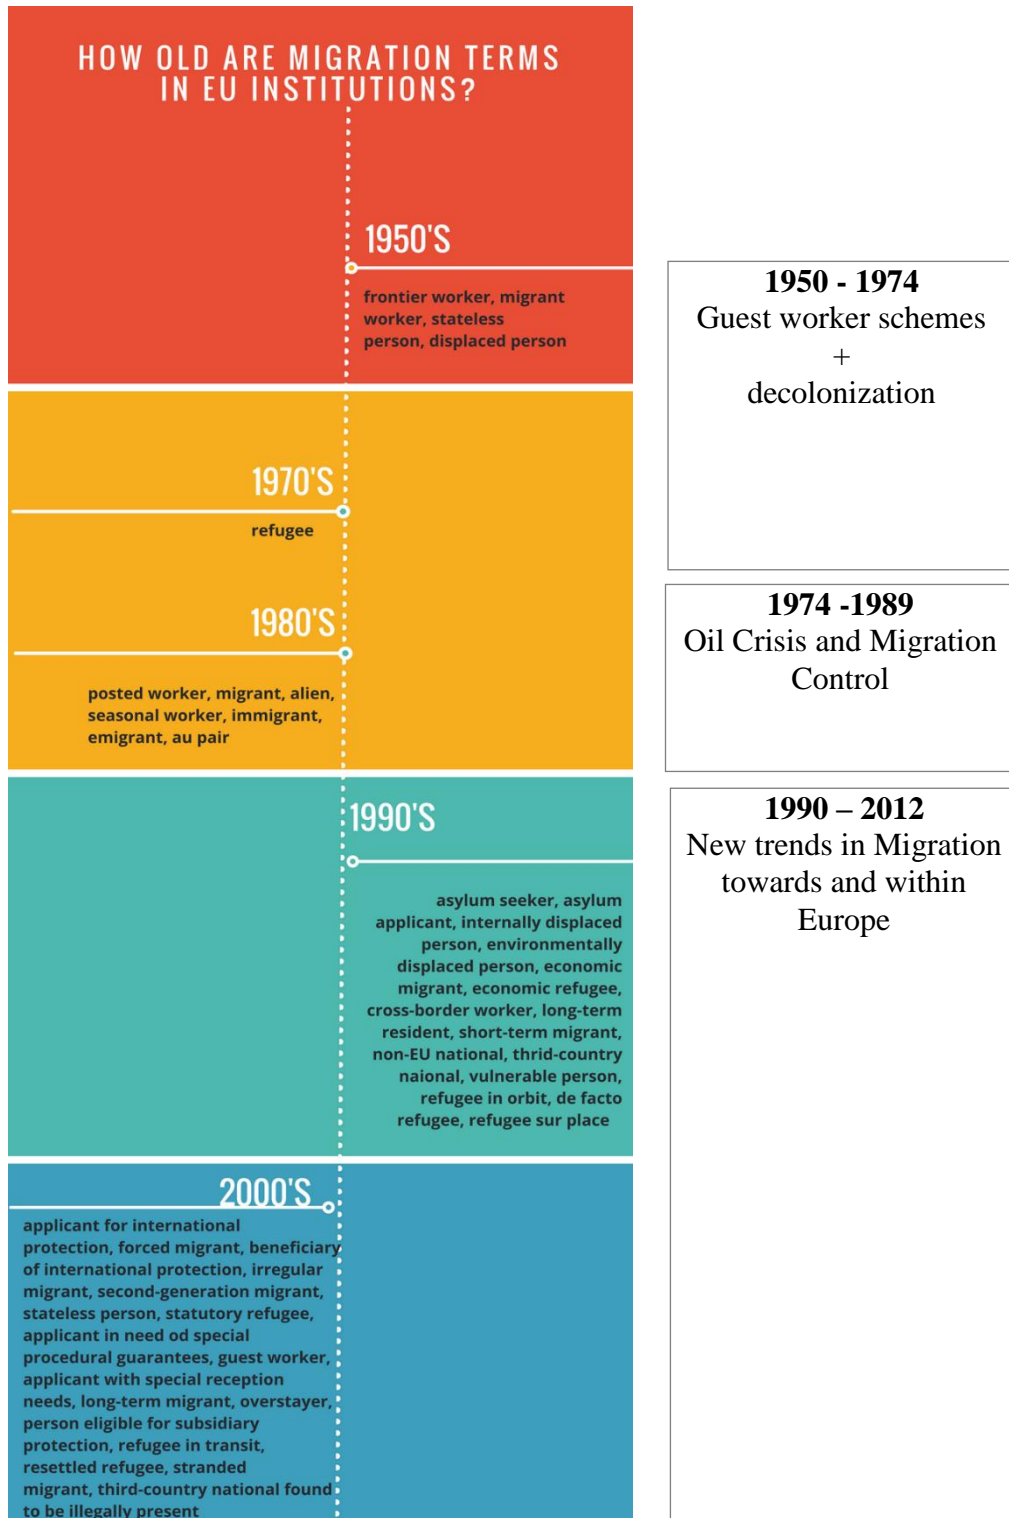 HOW OLD ARE MIGRATION TERMS
IN EU INSTITUTIONS?
1950'S
frontier worker, migrant
worker, stateless
person, displaced person
1950 - 1974
Guest worker schemes
+
decolonization
1970'S
refugee
1980'S
posted worker, migrant, alien,
seasonal worker, immigrant,
emigrant, au pair
1974 -1989
Oil Crisis and Migration
Control
1990'S
asylum seeker, asylum
applicant, internally displaced
person, environmentally
displaced person, economic
migrant, economic refugee,
cross-border worker, long-term
resident, short-term migrant,
non-EU national, thrid-country
naional, vulnerable person,
refugee in orbit, de facto
refugee, refugee sur place
1990 – 2012
New trends in Migration
towards and within
Europe
2000'S
applicant for international
protection, forced migrant, beneficiary
of international protection, irregular
migrant, second-generation migrant,
stateless person, statutory refugee,
applicant in need od special
procedural guarantees, guest worker,
applicant with special reception
needs, long-term migrant, overstayer,
person eligible for subsidiary
protection, refugee in transit,
resettled refugee, stranded
migrant, third-country national found
to be illegally present